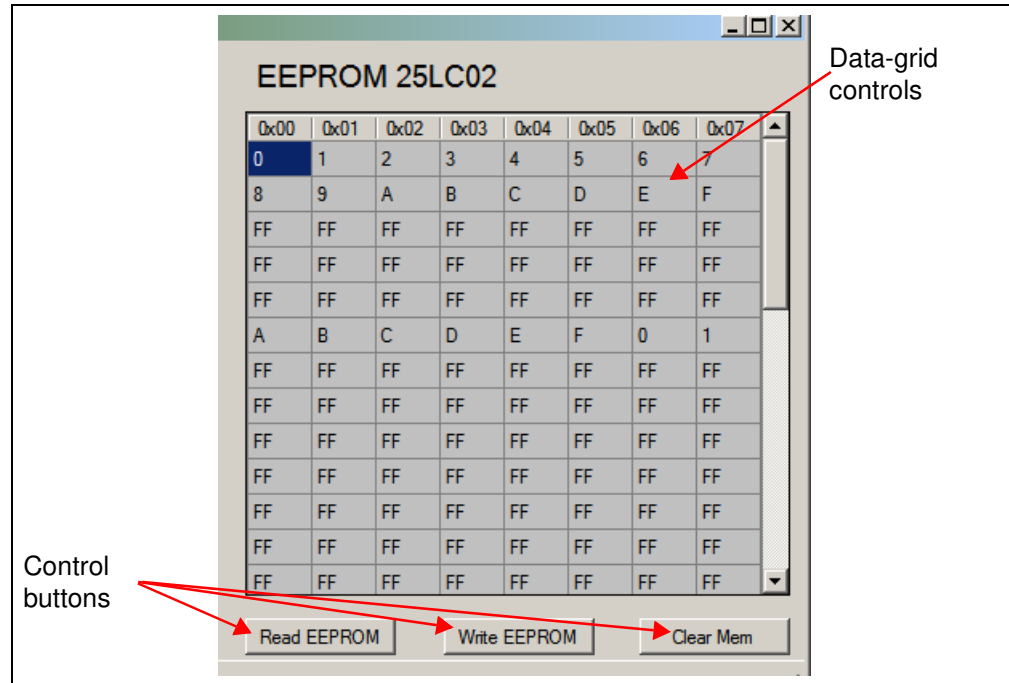 EEPROM 25LC02
Data-grid
controls
0x00 0x01 0x02 0x03 0x04 0x05 0x06 0x07
0 1 2 3 4 5 6 7
8 9 A B C D E F
FF FF FF FF FF FF FF FF
FF FF FF FF FF FF FF FF
FF FF FF FF FF FF FF FF
A B C D E F 0 1
FF FF FF FF FF FF FF FF
FF FF FF FF FF FF FF FF
FF FF FF FF FF FF FF FF
FF FF FF FF FF FF FF FF
FF FF FF FF FF FF FF FF
FF FF FF FF FF FF FF FF
FF FF FF FF FF FF FF FF
Control
buttons
Read EEPROM Write EEPROM Clear Mem